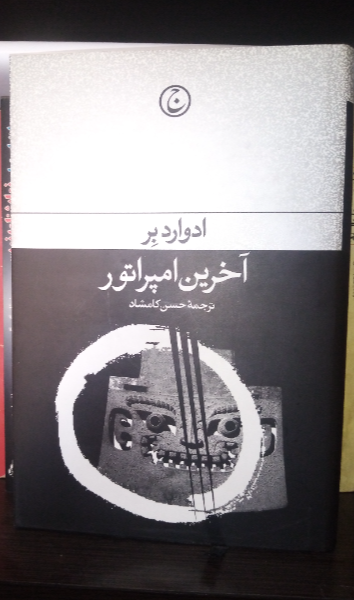 ج
ادوارد بِر
آخرین امپراتور
ترجمهٔ حسن کامشاد